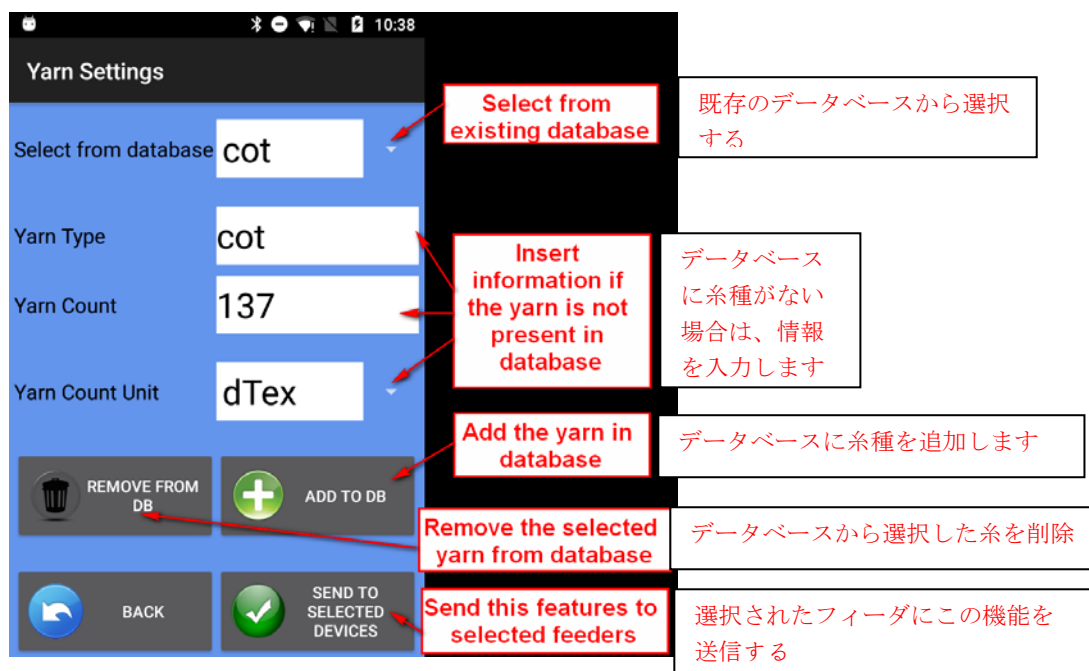 10:38
Yarn Settings
Select from
existing database
既存のデータベースから選択
する
Select from database
cot
Yarn Type
cot
Insert
information if
the yarn is not
present in
database
データベース
に糸種がない
場合は、情報
を入力します
Yarn Count
137
Yarn Count Unit
dTex
Add the yarn in
database
データベースに糸種を追加します
REMOVE FROM
DB
ADD TO DB
Remove the selected
yarn from database
データベースから選択した糸を削除
BACK
SEND TO
SELECTED
DEVICES
Send this features to
selected feeders
選択されたフィーダにこの機能を
送信する